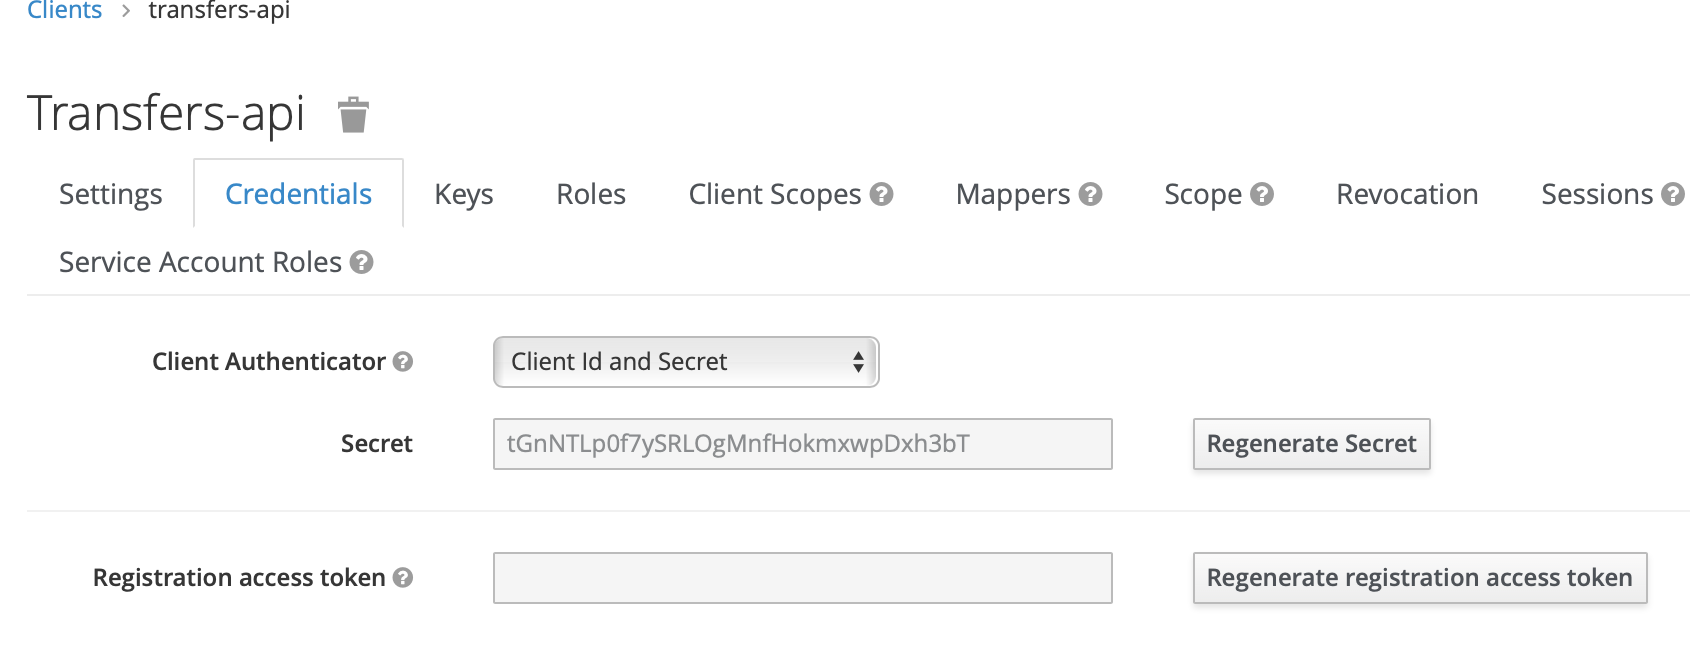 Clients > transfers-api
Transfers-api
Settings Credentials Keys Roles Client Scopes ? Mappers ? Scope ? Revocation Sessions ?
Service Account Roles ?
Client Authenticator ? Client Id and Secret
Secret tGnNTLp0f7ySRLOgMnfHokmxwpDxh3bT Regenerate Secret
Registration access token ? Regenerate registration access token